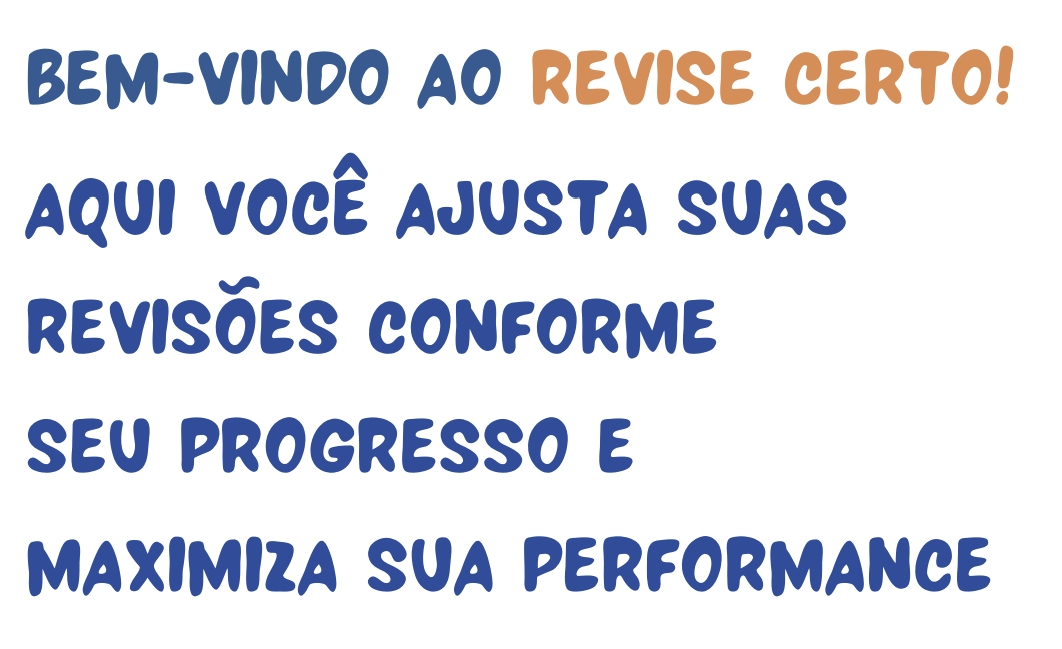 BEM-VINDO AO REVISE CERTO!
AQUI VOCÊ AJUSTA SUAS
REVISÕES CONFORME
SEU PROGRESSO E
MAXIMIZA SUA PERFORMANCE